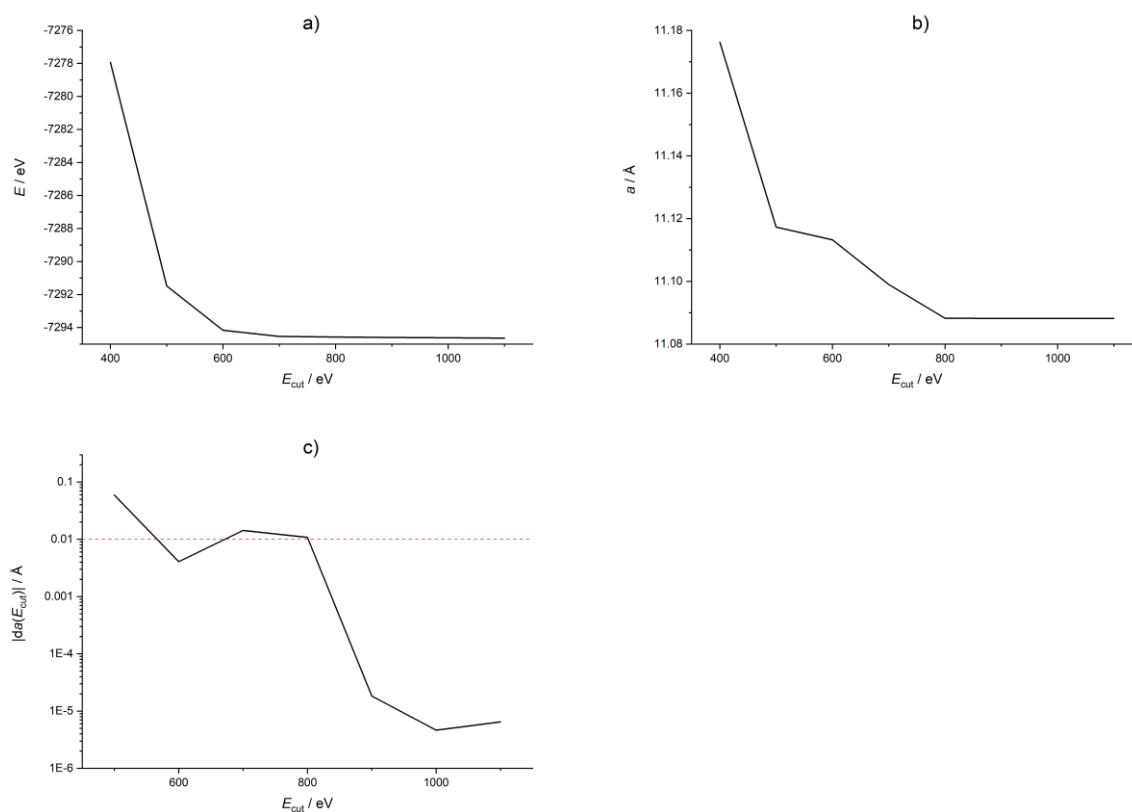 a)
-7276
-7278
-7280
-7282
-7284
-7286
-7288
-7290
-7292
-7294
E / eV
400 600 800 1000
E_cut / eV
b)
11.18
11.16
11.14
11.12
11.10
11.08
a / Å
400 600 800 1000
E_cut / eV
c)
0.1
0.01
0.001
1E-4
1E-5
1E-6
|da(E_cut)| / Å
600 800 1000
E_cut / eV